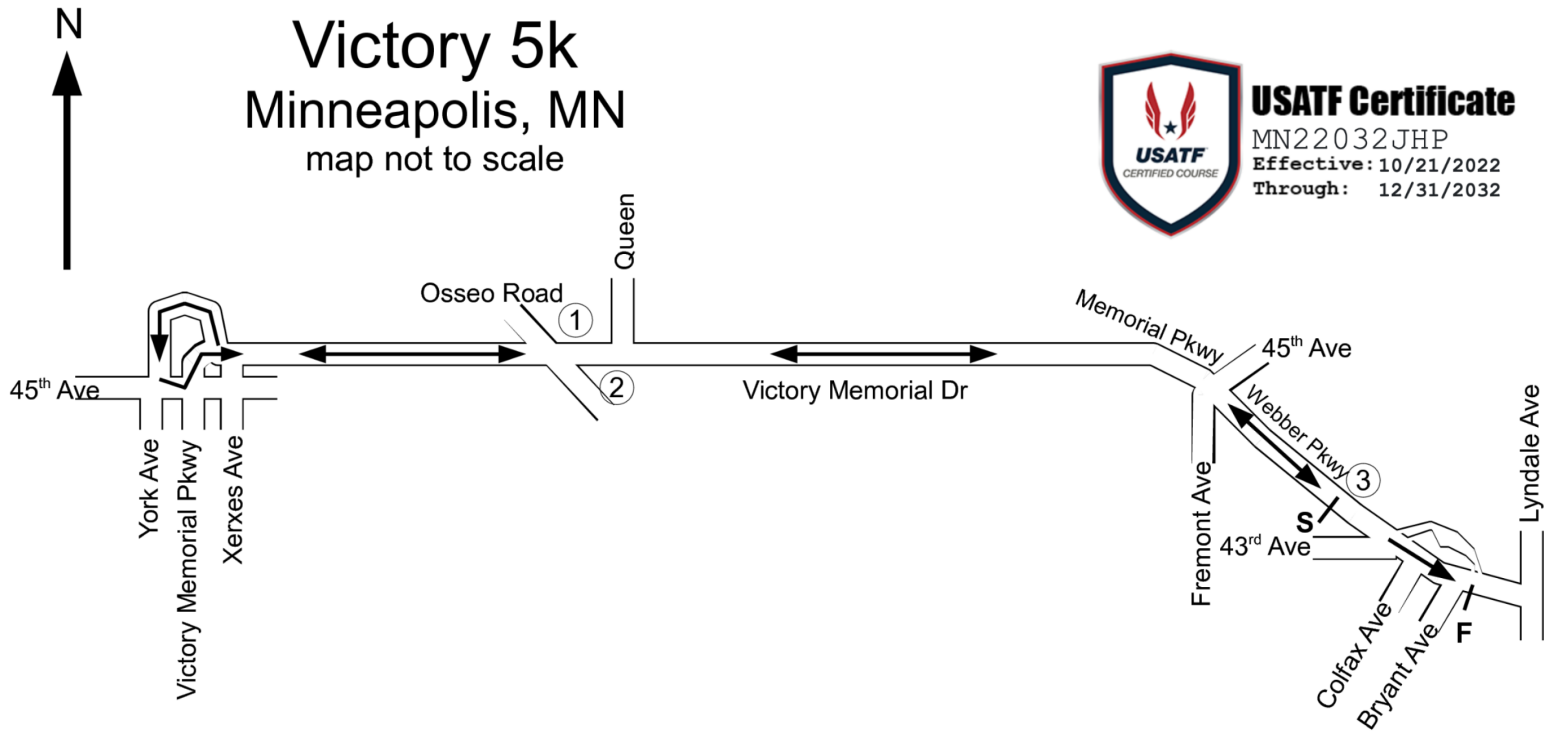 N
Victory 5k
Minneapolis, MN
map not to scale
USATF
CERTIFIED COURSE
USATF Certificate
MN22032JHP
Effective: 10/21/2022
Through: 12/31/2032
Queen
Osseo Road
1
2
Memorial Pkwy
45th Ave
45th Ave
Victory Memorial Dr
Webber Pkwy
3
S
43rd Ave
York Ave
Victory Memorial Pkwy
Xerxes Ave
Fremont Ave
Lyndale Ave
Colfax Ave
Bryant Ave
F